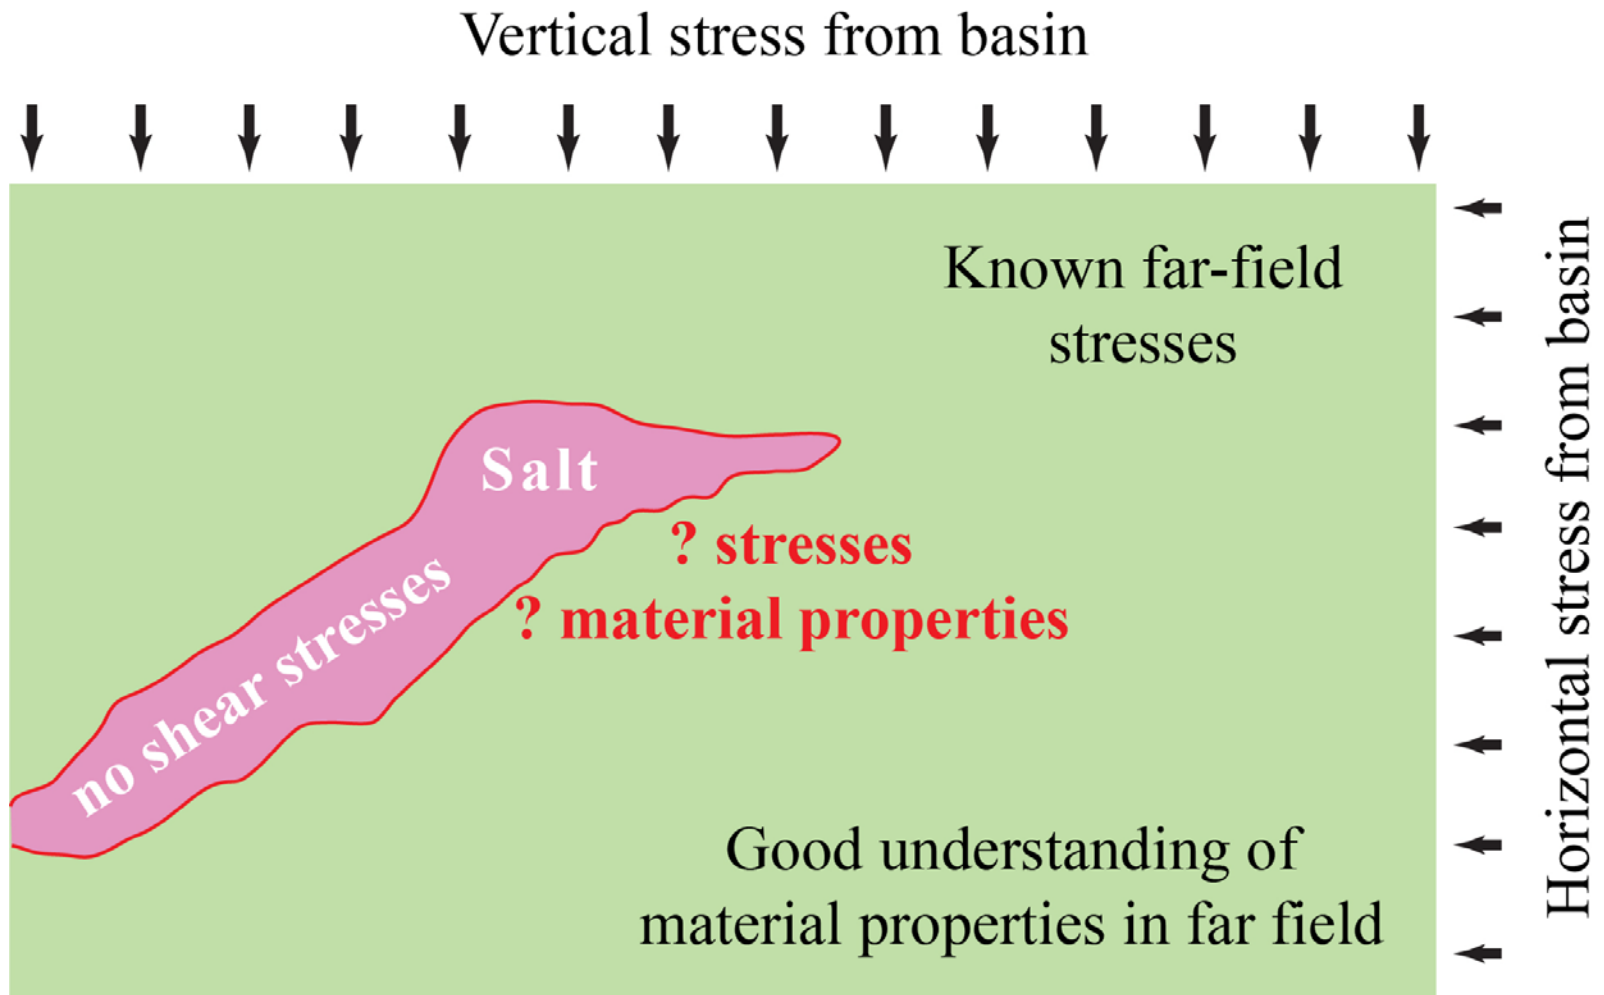 Vertical stress from basin
Known far-field
stresses
Horizontal stress from basin
Salt
no shear stresses
? stresses
? material properties
Good understanding of
material properties in far field